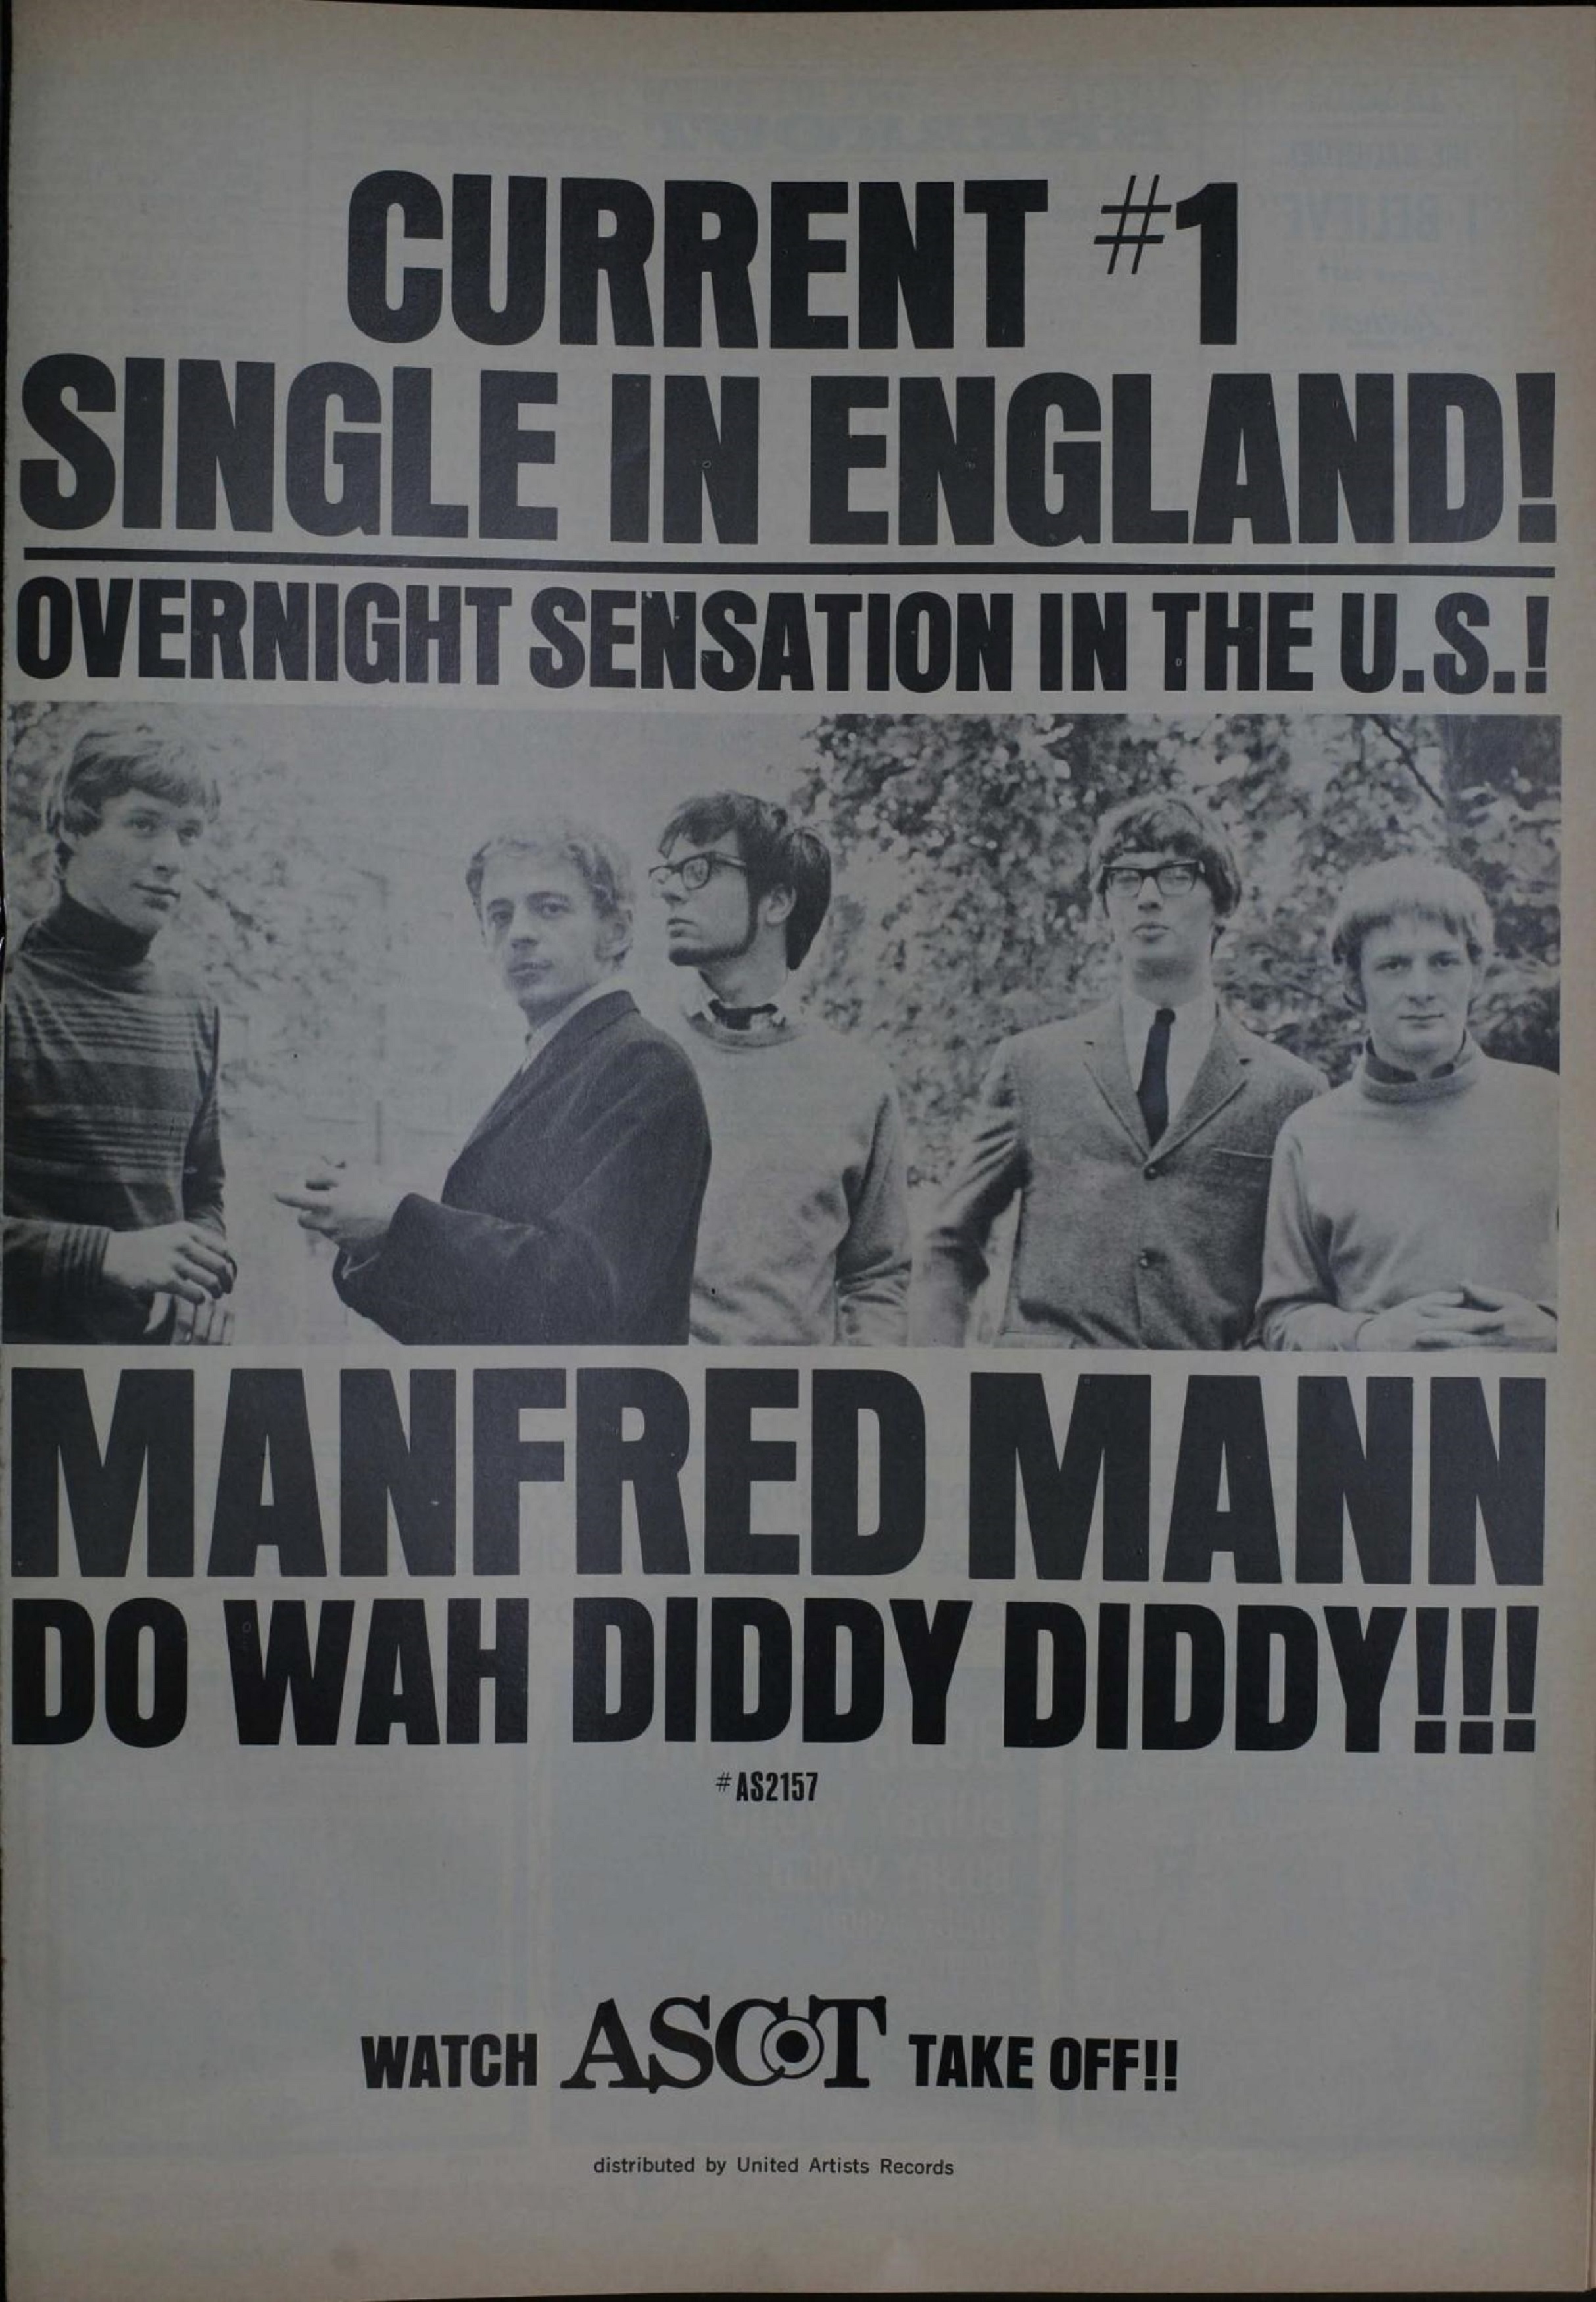 CURRENT #1
SINGLE IN ENGLAND!
OVERNIGHT SENSATION IN THE U.S.!
MANFRED MANN
DO WAH DIDDY DIDDY!!!
#AS2157
WATCH ASCOT TAKE OFF!!
distributed by United Artists Records